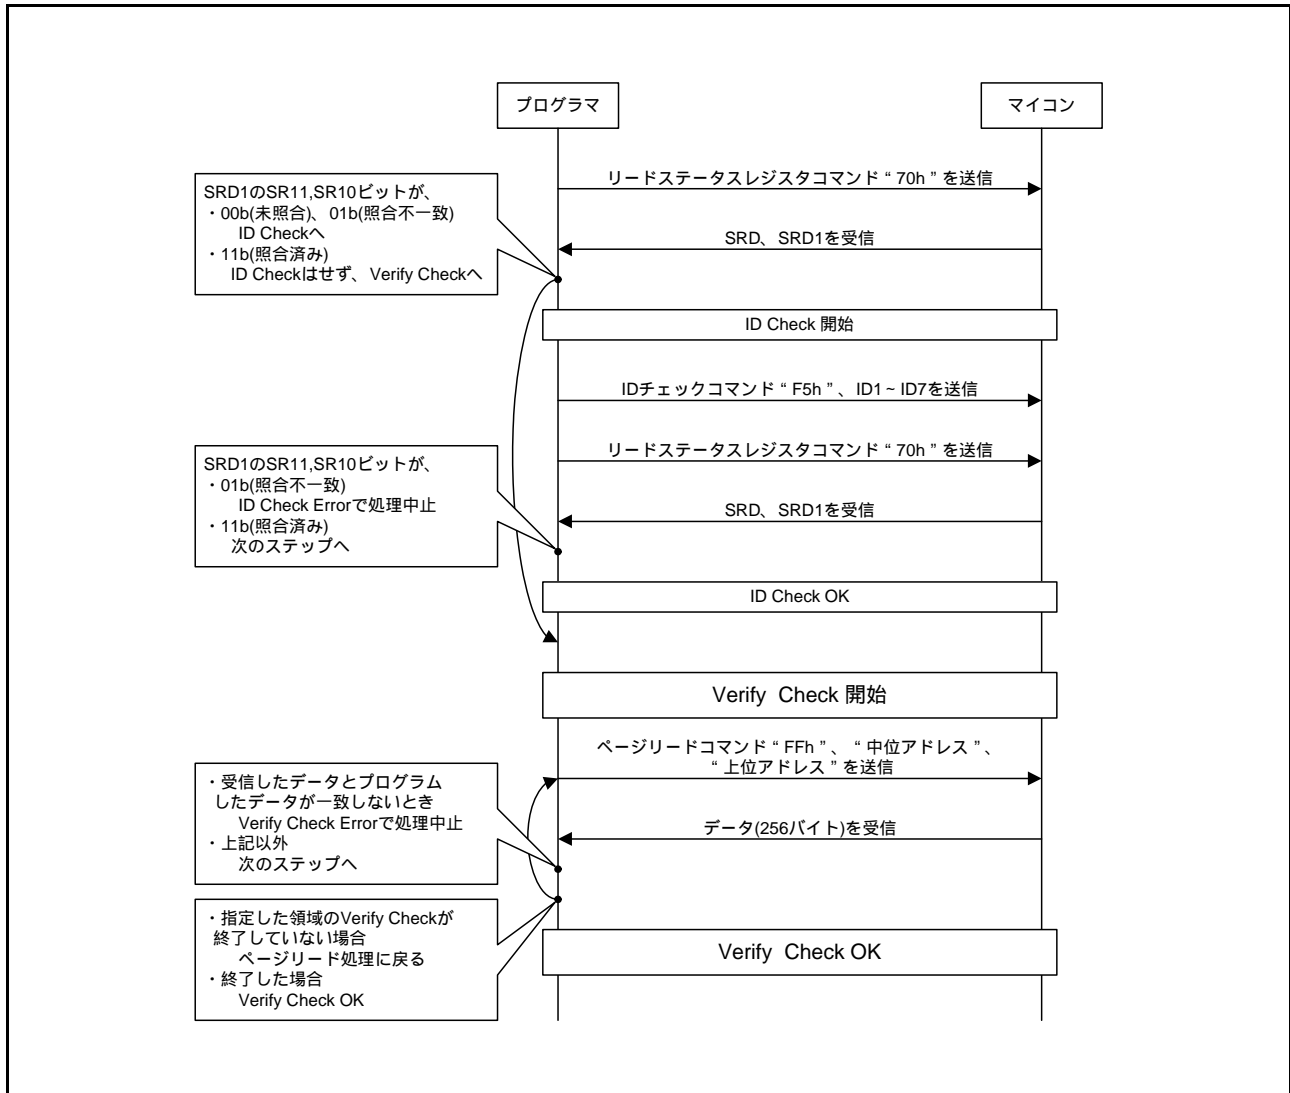 プログラマ
マイコン
リードステータスレジスタコマンド “ 70h ” を送信
SRD1のSR11,SR10ビットが、
・00b(未照合)、01b(照合不一致)
ID Checkへ
・11b(照合済み)
ID Checkはせず、Verify Checkへ
SRD、SRD1を受信
ID Check 開始
IDチェックコマンド “ F5h ” 、ID1 ~ ID7を送信
リードステータスレジスタコマンド “ 70h ” を送信
SRD1のSR11,SR10ビットが、
・01b(照合不一致)
ID Check Errorで処理中止
・11b(照合済み)
次のステップへ
SRD、SRD1を受信
ID Check OK
Verify Check 開始
ページリードコマンド “ FFh ” 、 “ 中位アドレス ” 、
“ 上位アドレス ” を送信
・受信したデータとプログラム
したデータが一致しないとき
Verify Check Errorで処理中止
・上記以外
次のステップへ
データ(256バイト)を受信
・指定した領域のVerify Checkが
終了していない場合
ページリード処理に戻る
・終了した場合
Verify Check OK
Verify Check OK